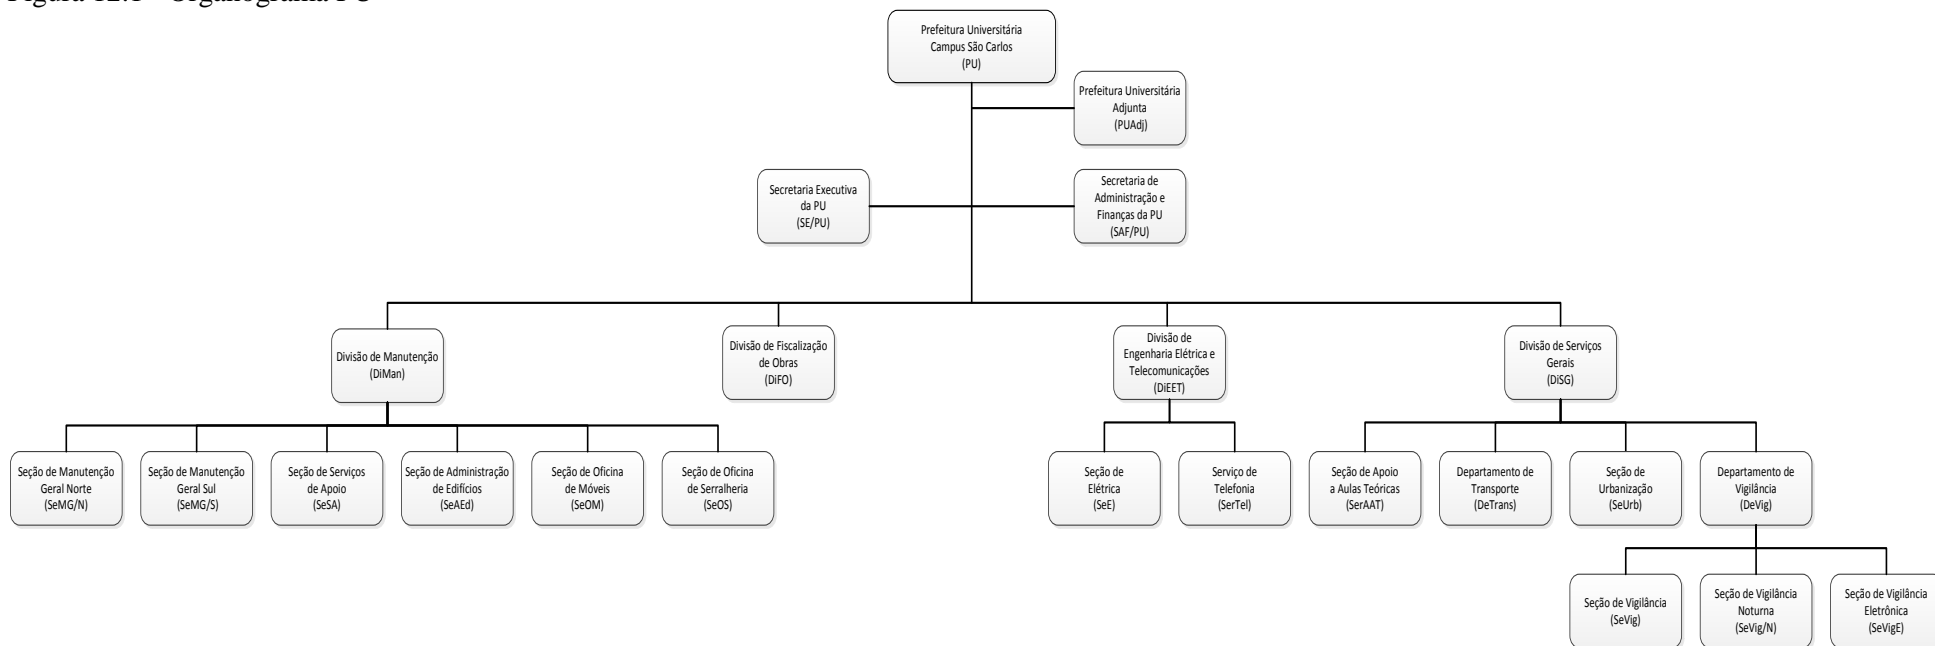 Prefeitura Universitária
Campus São Carlos
(PU)
Prefeitura Universitária
Adjunta
(PUAdj)
Secretaria Executiva
da PU
(SE/PU)
Secretaria de
Administração e
Finanças da PU
(SAF/PU)
Divisão de Manutenção
(DiMan)
Divisão de Fiscalização
de Obras
(DiFO)
Divisão de
Engenharia Elétrica e
Telecomunicações
(DiEET)
Divisão de Serviços
Gerais
(DiSG)
Seção de Manutenção
Geral Norte
(SeMG/N)
Seção de Manutenção
Geral Sul
(SeMG/S)
Seção de Serviços
de Apoio
(SeSA)
Seção de Administração
de Edifícios
(SeAEd)
Seção de Oficina
de Móveis
(SeOM)
Seção de Oficina
de Serralheria
(SeOS)
Seção de
Elétrica
(SeE)
Serviço de
Telefonia
(SerTel)
Seção de Apoio
a Aulas Teóricas
(SerAAT)
Departamento de
Transporte
(DeTrans)
Seção de
Urbanização
(SeUrb)
Departamento de
Vigilância
(DeVig)
Seção de Vigilância
(SeVig)
Seção de Vigilância
Noturna
(SeVig/N)
Seção de Vigilância
Eletrônica
(SeVigE)